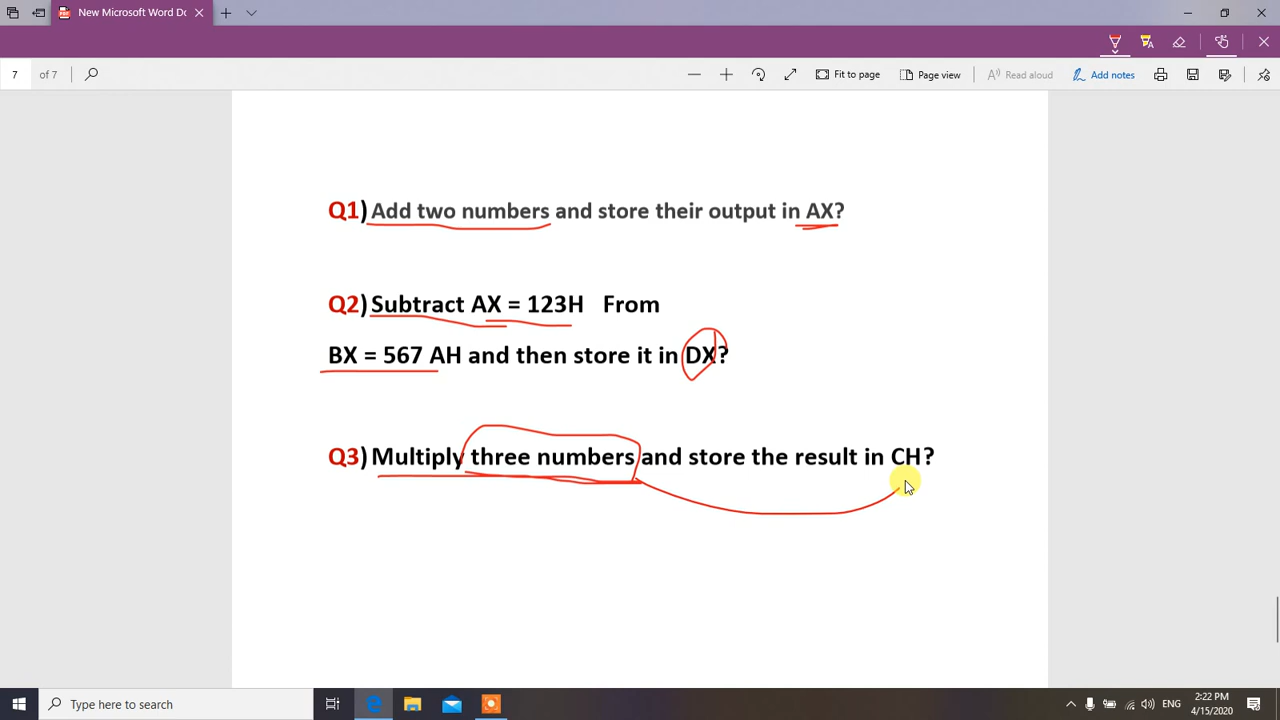 New Microsoft Word Dc
7 of 7
Fit to page
Page view
Read aloud
Add notes
Q1) Add two numbers and store their output in AX?
Q2) Subtract AX = 123H From
BX = 567 AH and then store it in DX?
Q3) Multiply three numbers and store the result in CH?
Type here to search
ENG
2:22 PM
4/15/2020